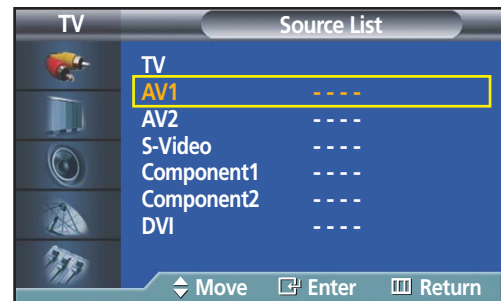 TV Source List
TV
AV1 - - - -
AV2 - - - -
S-Video - - - -
Component1 - - - -
Component2 - - - -
DVI - - - -
Move Enter Return